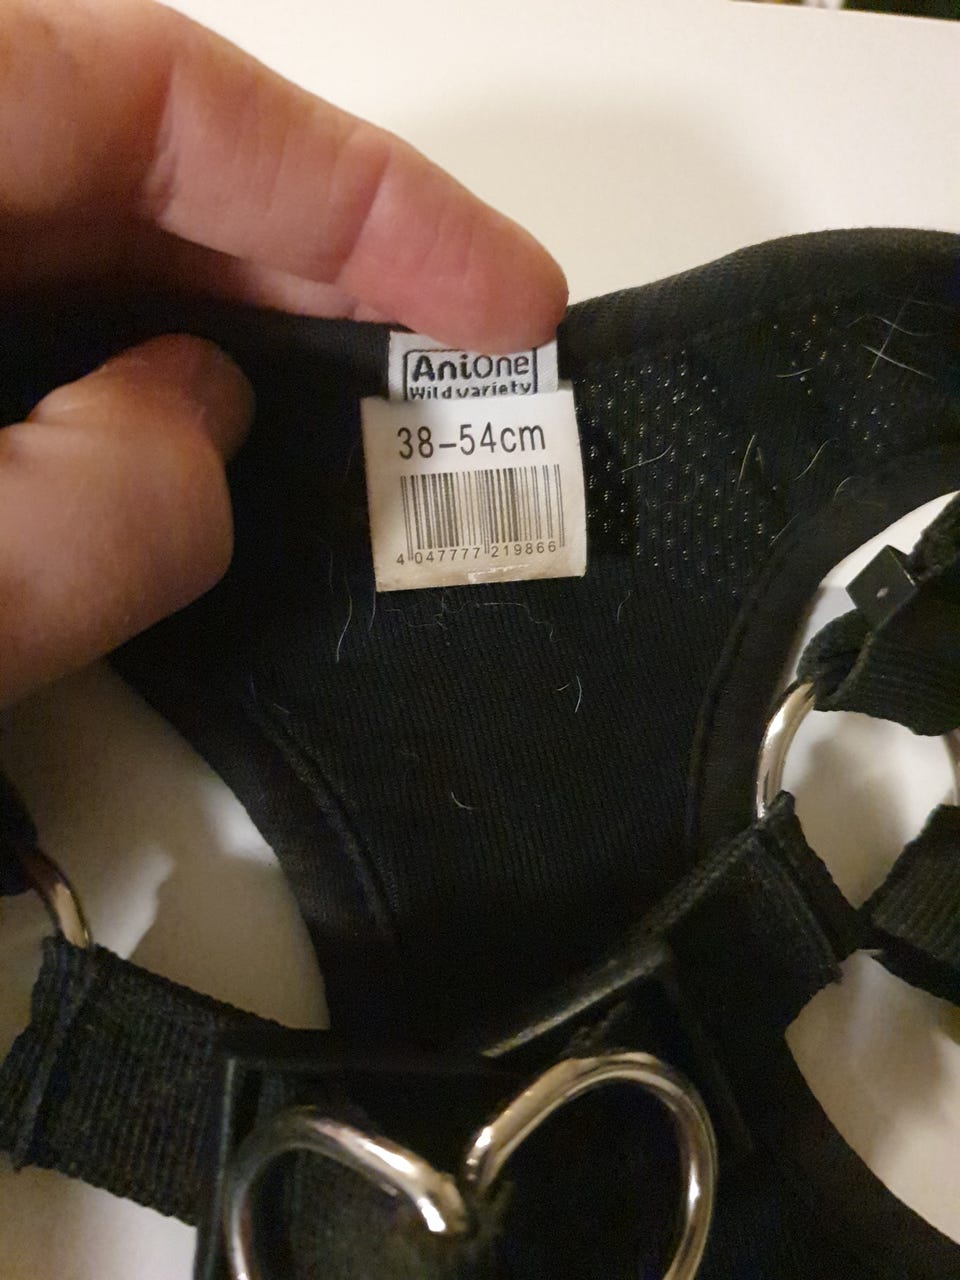 AniOne
Wild variety
38-54cm
4 047777 219866